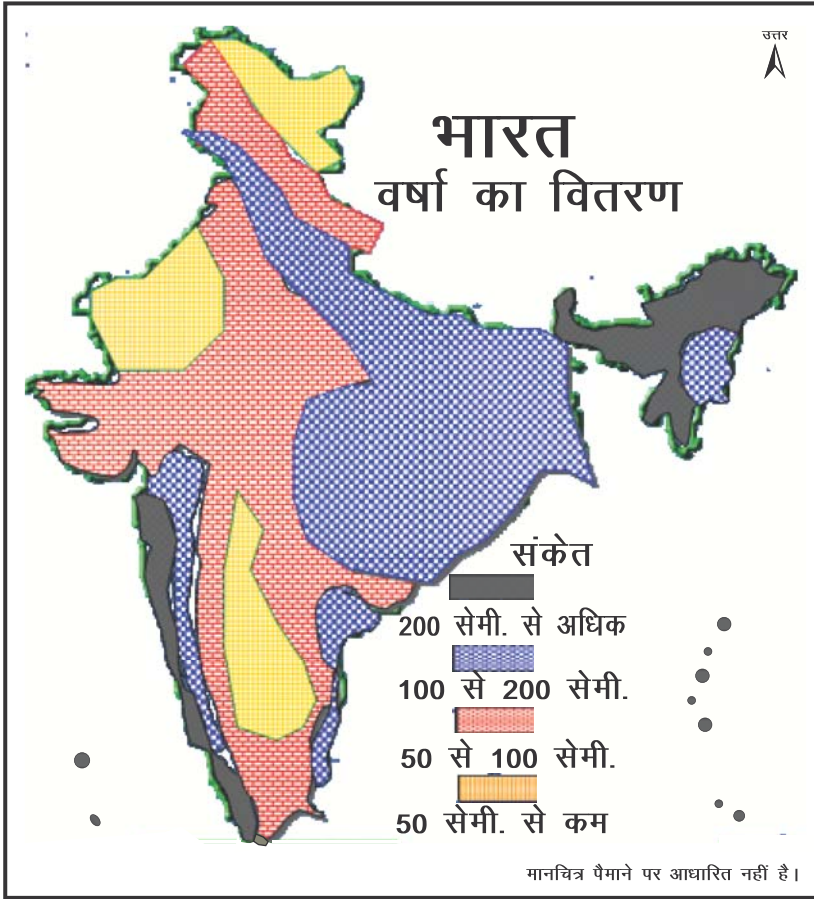 उत्तर
भारत
वर्षा का वितरण
संकेत
200 सेमी. से अधिक
100 से 200 सेमी.
50 से 100 सेमी.
50 सेमी. से कम
मानचित्र पैमाने पर आधारित नहीं है।